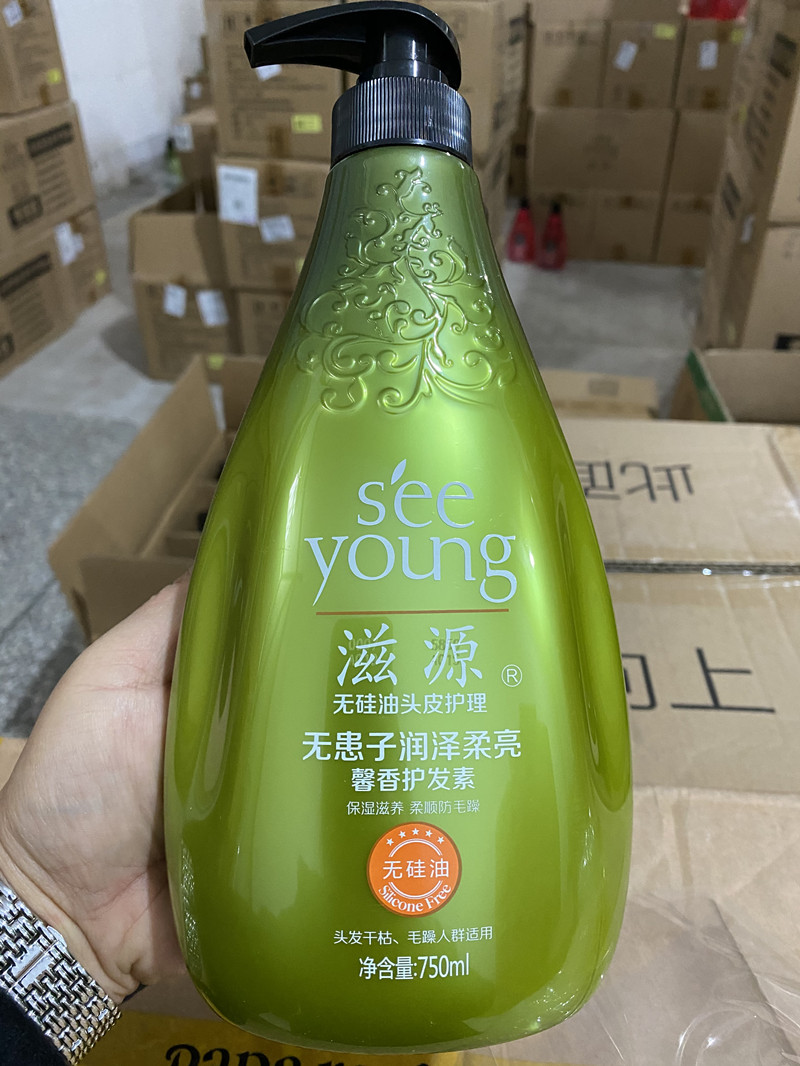 s'ee
young
滋源®
无硅油头皮护理
无患子润泽柔亮
馨香护发素
保湿滋养 柔顺防毛躁
无硅油
Silicone Free
头发干枯、毛躁人群适用
净含量:750ml
向上